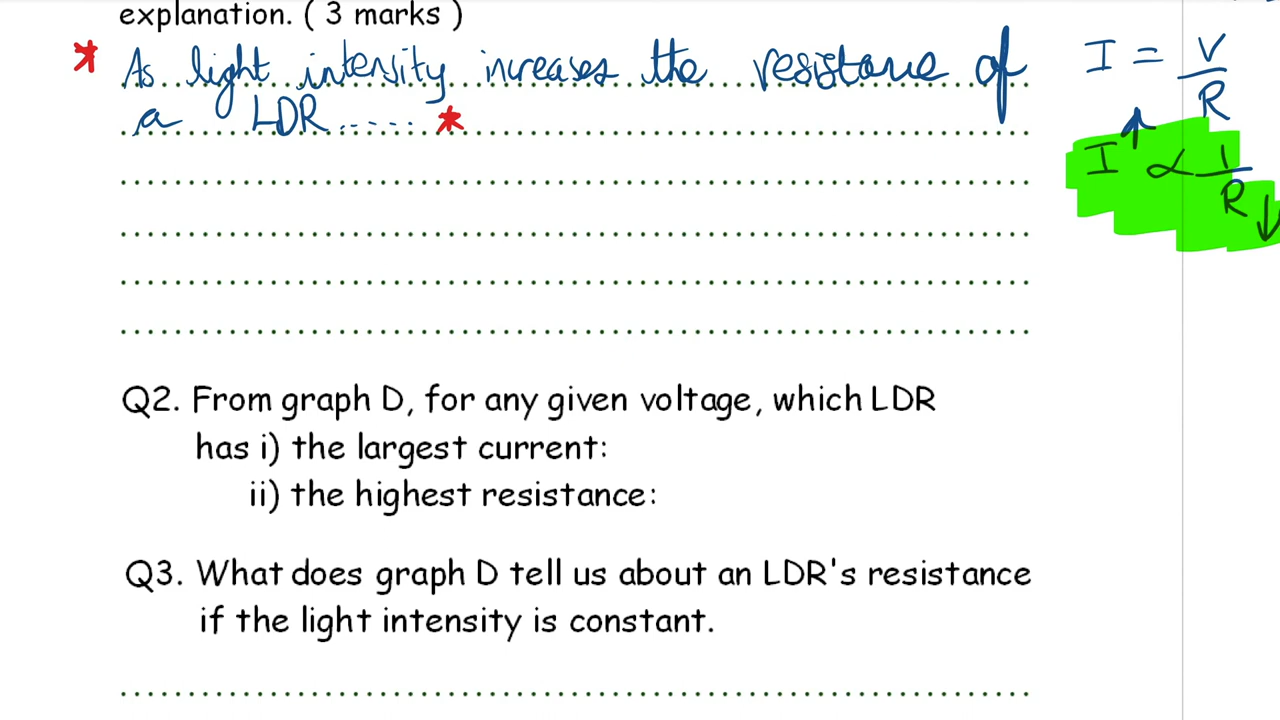 explanation. ( 3 marks )
* As light intensity increases the resistance of
a LDR..... *
I = V/R
I ↑ ∝ 1/R ↓
Q2. From graph D, for any given voltage, which LDR
has i) the largest current:
ii) the highest resistance:
Q3. What does graph D tell us about an LDR's resistance
if the light intensity is constant.